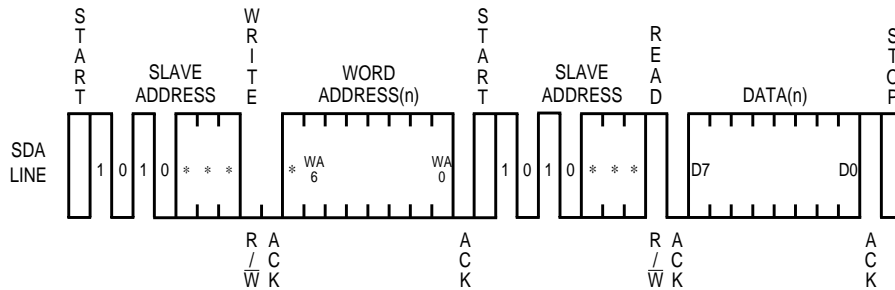 START
SLAVE
ADDRESS
WRITE
WORD
ADDRESS(n)
START
SLAVE
ADDRESS
READ
DATA(n)
STOP
SDA
LINE
1 0 1 0 * * *
* WA
6
WA
0
1 0 1 0 * * *
D7 D0
R/W
ACK
ACK
R/W
ACK
ACK